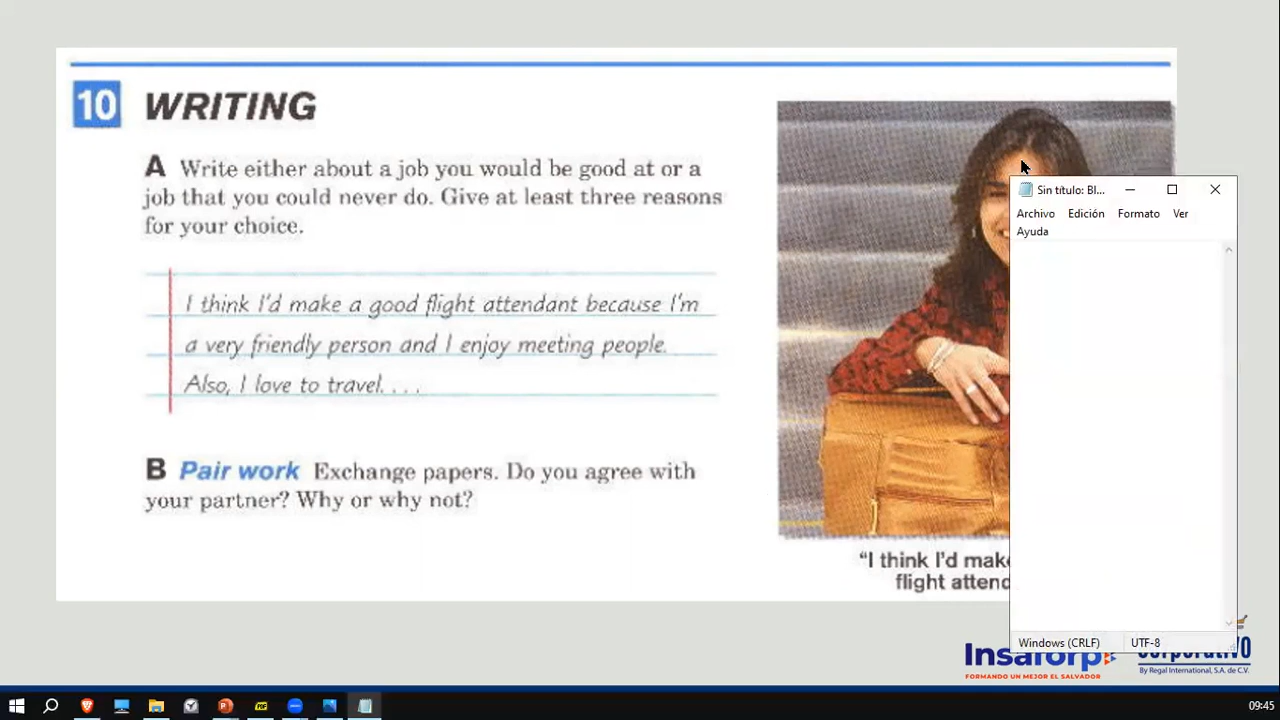 10 WRITING
A Write either about a job you would be good at or a
job that you could never do. Give at least three reasons
for your choice.
I think I'd make a good flight attendant because I'm
a very friendly person and I enjoy meeting people.
Also, I love to travel. . . .
B Pair work Exchange papers. Do you agree with
your partner? Why or why not?
"I think I'd make
flight attend
Sin título: Bl...
Archivo Edición Formato Ver
Ayuda
Windows (CRLF) UTF-8
Insaforp
FORMANDO UN MEJOR EL SALVADOR
Corporativo
By Regal International, S.A. de C.V.
09:45